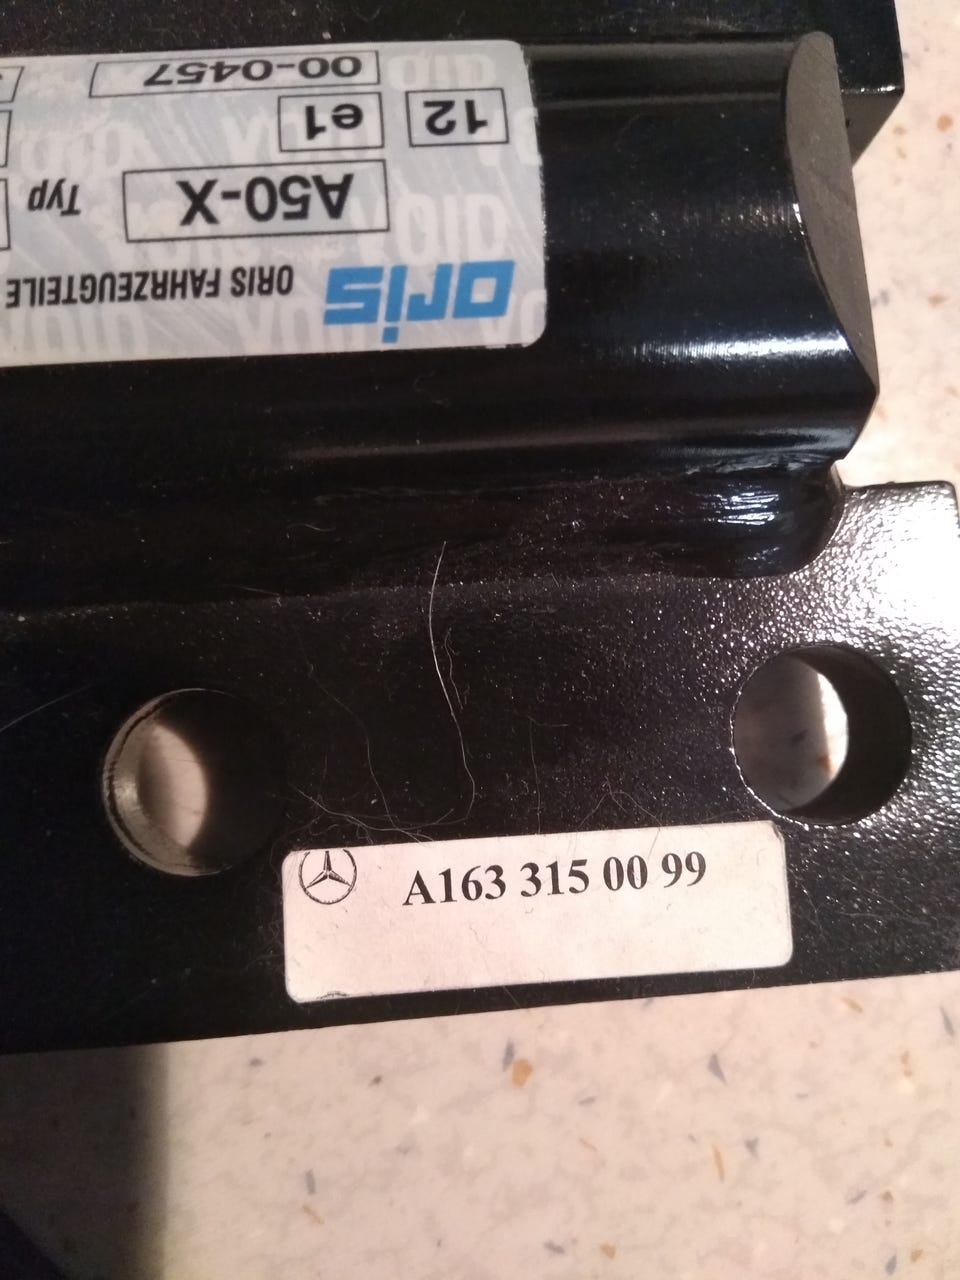 oris ORIS FAHRZEUGTEILE
A50-X Typ
12 e1
00-0457
A163 315 00 99